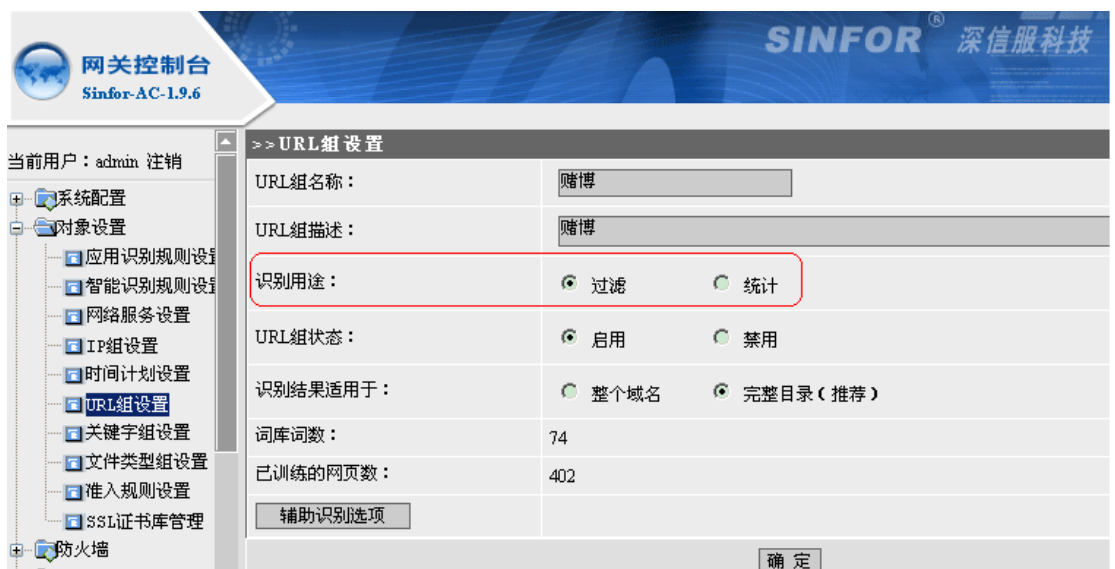 SINFOR® 深信服科技
网关控制台
Sinfor-AC-1.9.6
当前用户：admin 注销
系统配置
对象设置
应用识别规则设
智能识别规则设
网络服务设置
IP组设置
时间计划设置
URL组设置
关键字组设置
文件类型组设置
准入规则设置
SSL证书库管理
防火墙
>>URL组设置
URL组名称： 赌博
URL组描述： 赌博
识别用途： 过滤 统计
URL组状态： 启用 禁用
识别结果适用于： 整个域名 完整目录(推荐)
词库词数： 74
已训练的网页数： 402
辅助识别选项
确 定